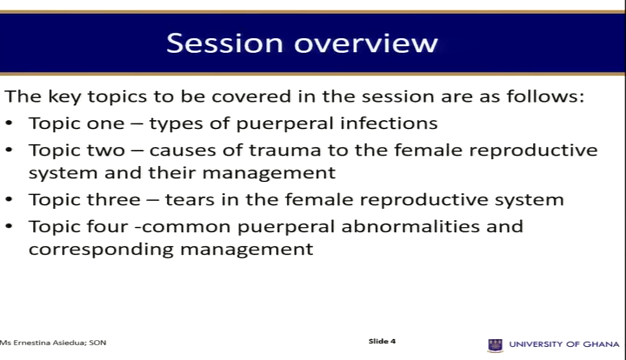 Session overview
The key topics to be covered in the session are as follows:
• Topic one – types of puerperal infections
• Topic two – causes of trauma to the female reproductive
system and their management
• Topic three – tears in the female reproductive system
• Topic four -common puerperal abnormalities and
corresponding management
Ms Ernestina Asiedua; SON
Slide 4
UNIVERSITY OF GHANA